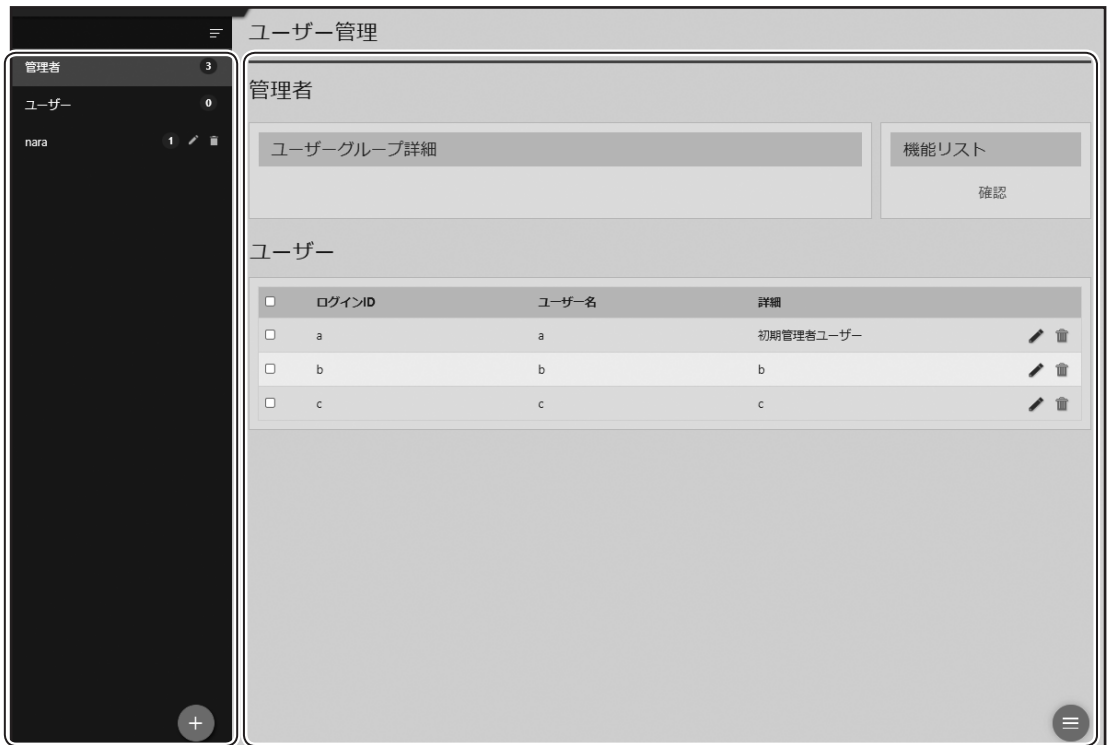 ユーザー管理
管理者 3
ユーザー 0
nara 1
管理者
ユーザーグループ詳細
機能リスト
確認
ユーザー
ログインID ユーザー名 詳細
a a 初期管理者ユーザー
b b b
c c c